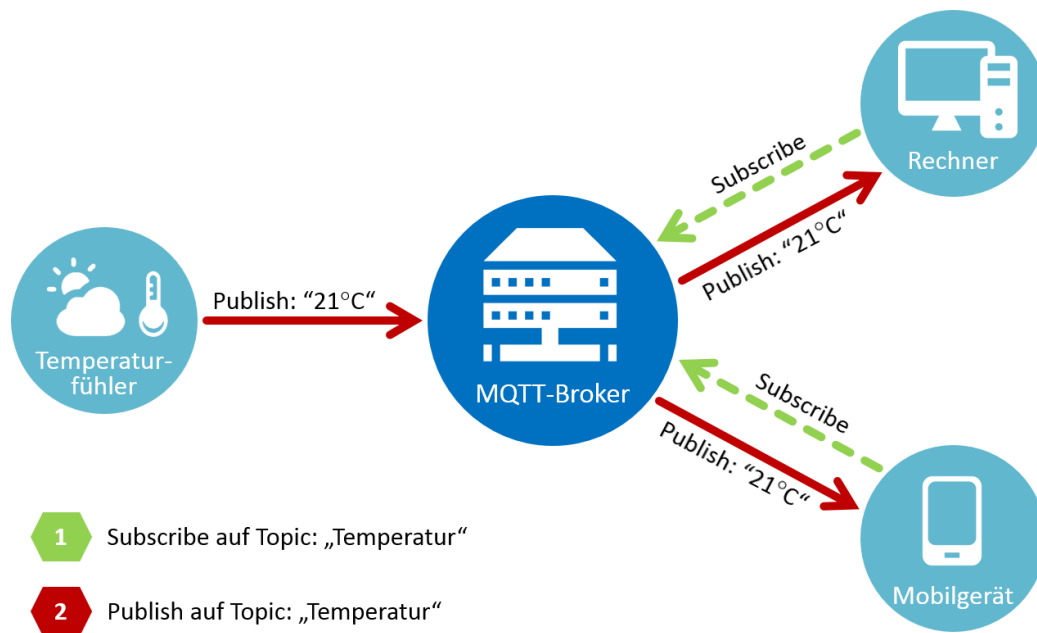 Rechner
Subscribe
Publish: “21°C“
Publish: “21°C“
Temperatur-
fühler
MQTT-Broker
Subscribe
Publish: “21°C“
Mobilgerät
1 Subscribe auf Topic: „Temperatur“
2 Publish auf Topic: „Temperatur“